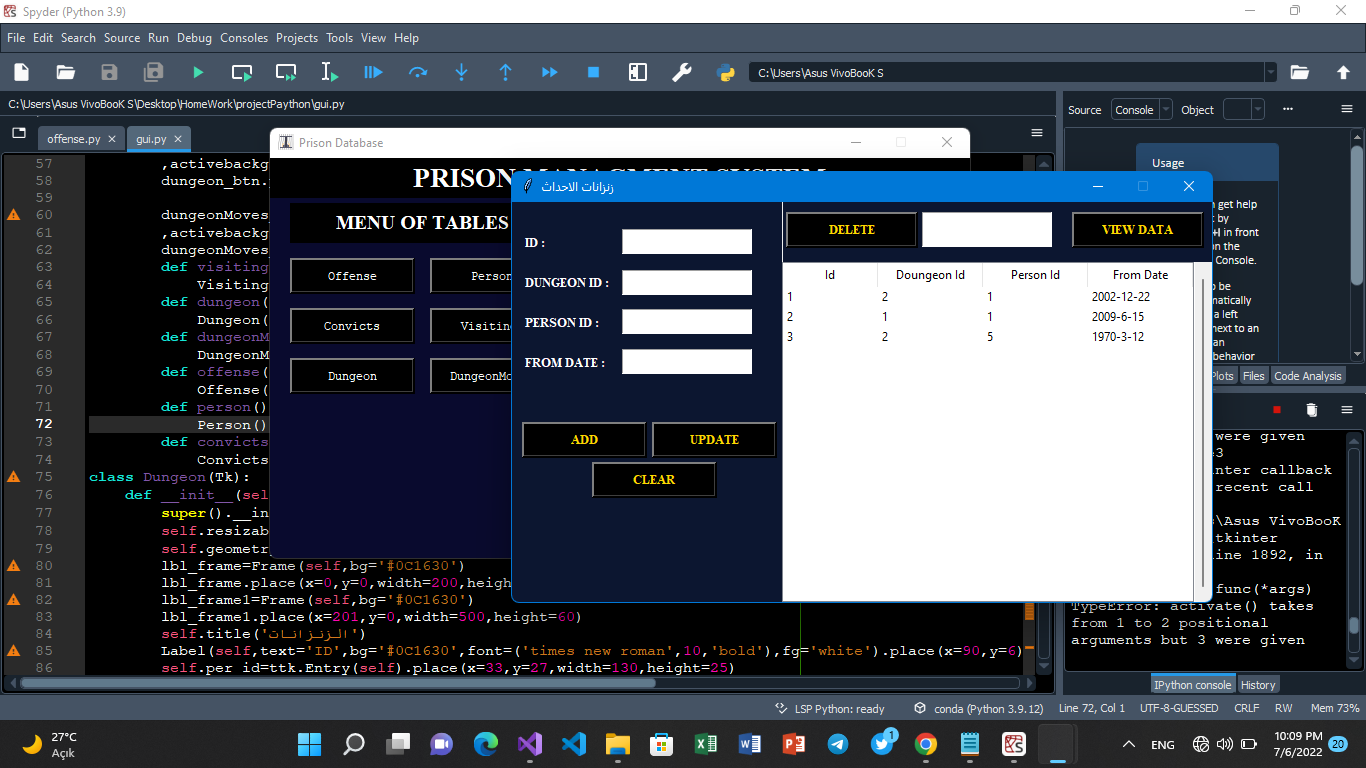 Spyder (Python 3.9)
File Edit Search Source Run Debug Consoles Projects Tools View Help
C:\Users\Asus VivoBooK S
C:\Users\Asus VivoBooK S\Desktop\HomeWork\projectPaython\gui.py
Source Console Object
offense.py gui.py
Usage
get help
by
in front
on the
Console.
be
a left
next to an
behavior
Plots Files Code Analysis
57 ,activebackg
58 dungeon_btn.
59
60 dungeonMoves
61 ,activebackg
62 dungeonMoves
63 def visiting
64 Visiting
65 def dungeon(
66 Dungeon(
67 def dungeonM
68 DungeonM
69 def offense(
70 Offense(
71 def person()
72 Person()
73 def convicts
74 Convicts
75 class Dungeon(Tk):
76 def __init__(sel
77 super().__in
78 self.resizab
79 self.geometr
80 lbl_frame=Frame(self,bg='#0C1630')
81 lbl_frame.place(x=0,y=0,width=200,heigh
82 lbl_frame1=Frame(self,bg='#0C1630')
83 lbl_frame1.place(x=201,y=0,width=500,height=60)
84 self.title('الزنزانات')
85 Label(self,text='ID',bg='#0C1630',font=('times new roman',10,'bold'),fg='white').place(x=90,y=6)
86 self.per_id=ttk.Entry(self).place(x=33,y=27,width=130,height=25)
Prison Database
PRISON MANAGMENT SYSTEM
MENU OF TABLES
Offense Person
Convicts Visiting
Dungeon DungeonMo
زنزانات الاحداث
ID :
DUNGEON ID :
PERSON ID :
FROM DATE :
ADD UPDATE
CLEAR
DELETE VIEW DATA
Id Doungeon Id Person Id From Date
1 2 1 2002-12-22
2 1 1 2009-6-15
3 2 5 1970-3-12
were given
=3
inter callback
recent call
\Asus VivoBooK
tkinter
line 1892, in
func(*args)
TypeError: activate() takes
from 1 to 2 positional
arguments but 3 were given
IPython console History
LSP Python: ready conda (Python 3.9.12) Line 72, Col 1 UTF-8-GUESSED CRLF RW Mem 73%
27°C
Açık
1
ENG
10:09 PM
7/6/2022
20